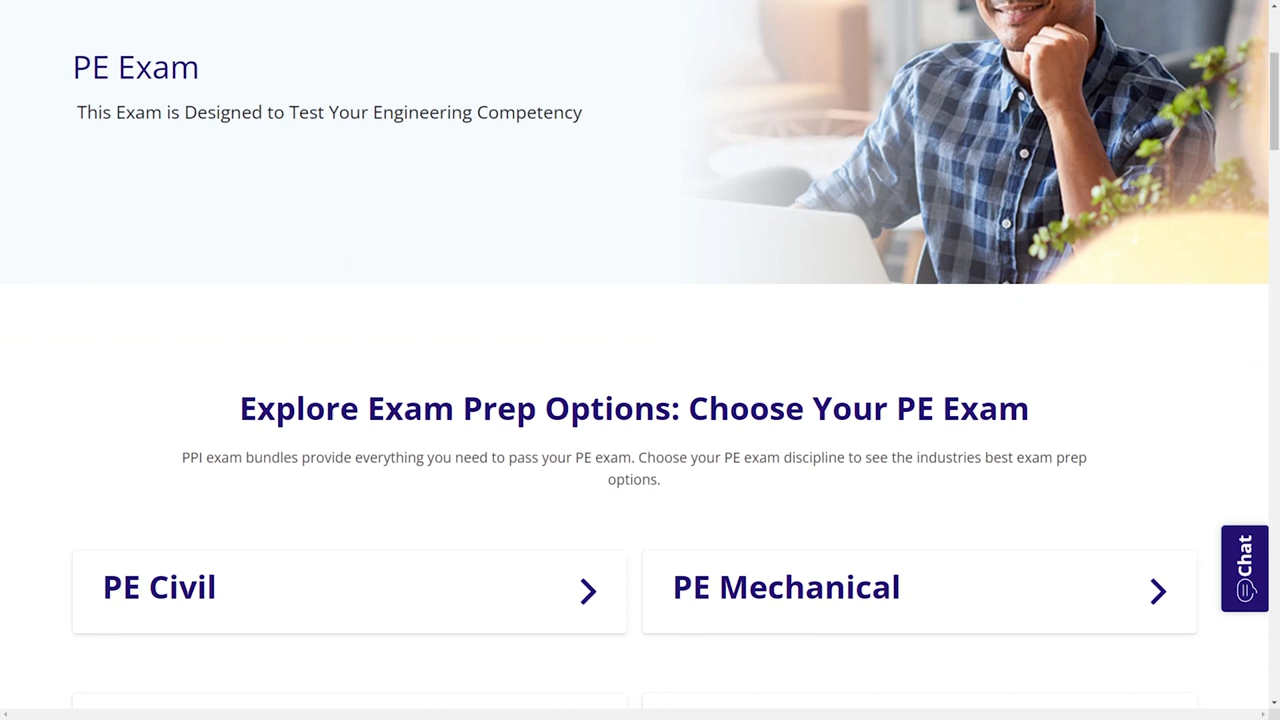 PE Exam
This Exam is Designed to Test Your Engineering Competency
Explore Exam Prep Options: Choose Your PE Exam
PPI exam bundles provide everything you need to pass your PE exam. Choose your PE exam discipline to see the industries best exam prep
options.
Chat
PE Civil
PE Mechanical